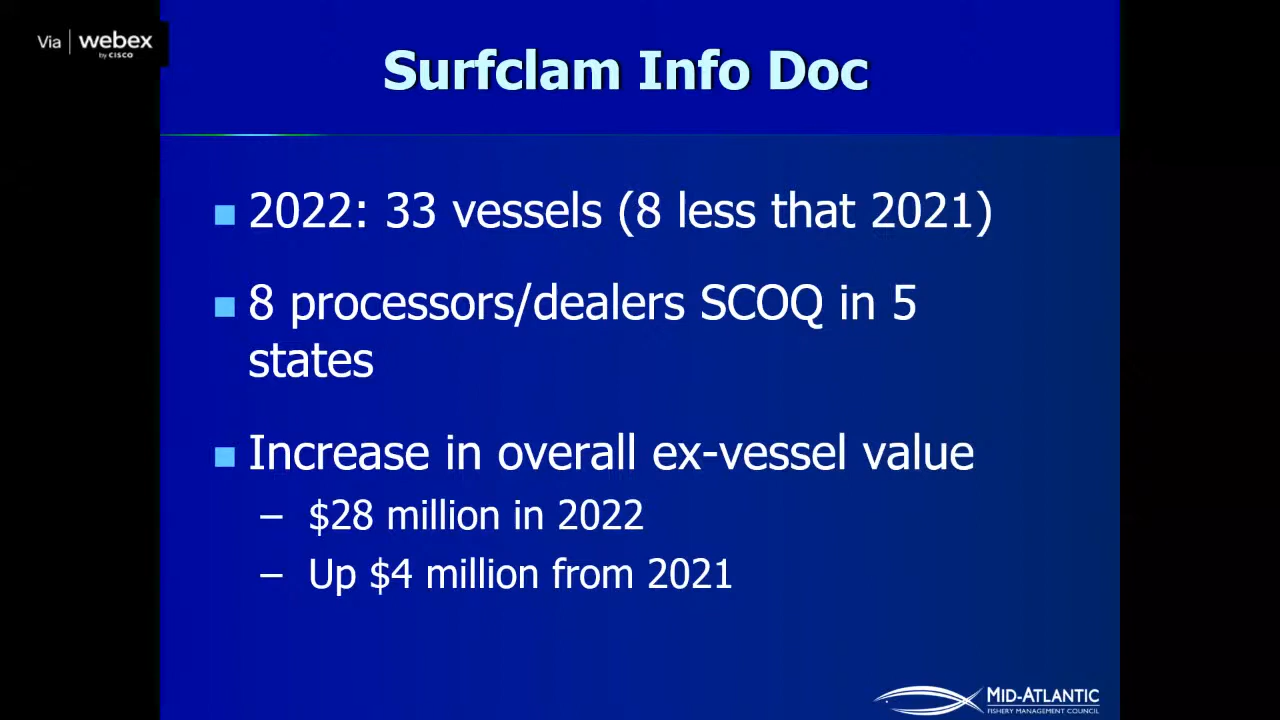 Via webex
by CISCO
Surfclam Info Doc
2022: 33 vessels (8 less that 2021)
8 processors/dealers SCOQ in 5
states
Increase in overall ex-vessel value
– $28 million in 2022
– Up $4 million from 2021
MID-ATLANTIC
FISHERY MANAGEMENT COUNCIL